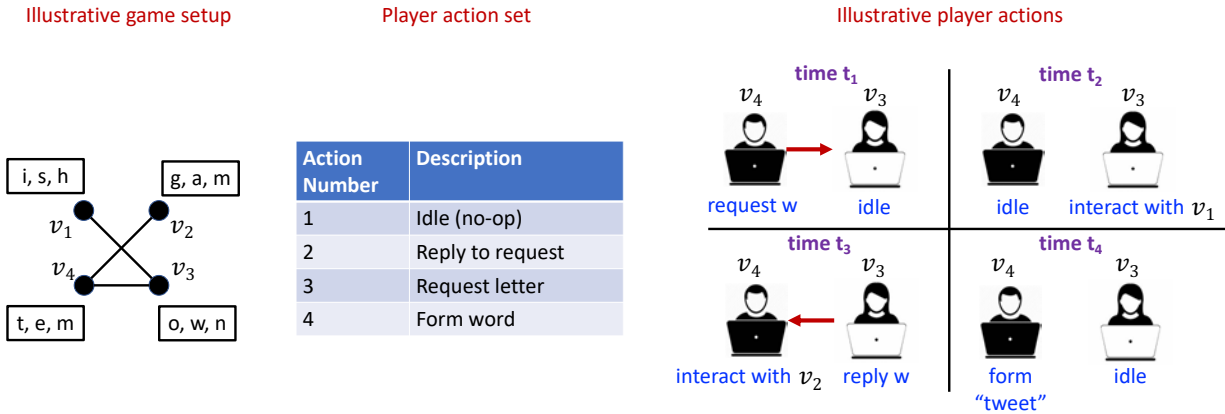 Illustrative game setup
Player action set
Illustrative player actions
i, s, h
g, a, m
v₁
v₂
v₄
v₃
t, e, m
o, w, n
Action Number
Description
1
Idle (no-op)
2
Reply to request
3
Request letter
4
Form word
time t₁
v₄
v₃
request w
idle
time t₂
v₄
v₃
idle
interact with v₁
time t₃
v₄
v₃
interact with v₂
reply w
time t₄
v₄
v₃
form
“tweet”
idle